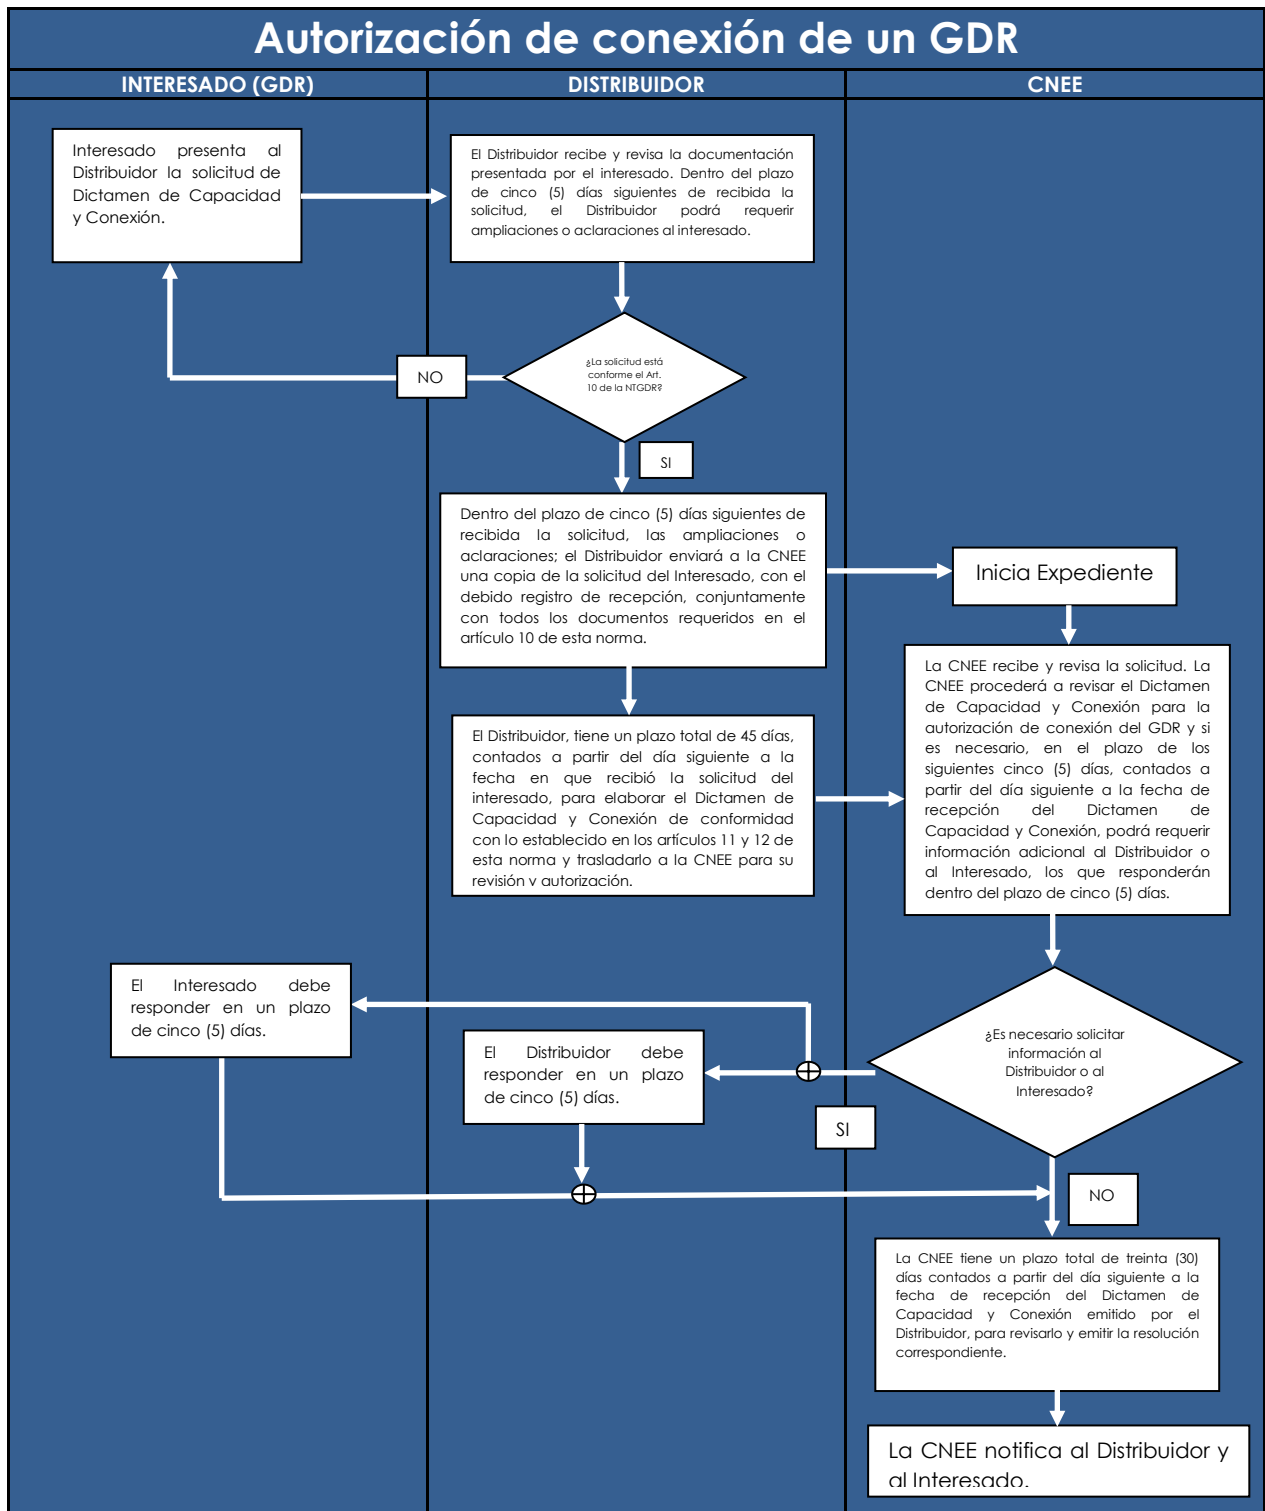 Autorización de conexión de un GDR
INTERESADO (GDR)
DISTRIBUIDOR
CNEE
Interesado presenta al
Distribuidor la solicitud de
Dictamen de Capacidad
y Conexión.
El Distribuidor recibe y revisa la documentación
presentada por el interesado. Dentro del plazo
de cinco (5) días siguientes de recibida la
solicitud, el Distribuidor podrá requerir
ampliaciones o aclaraciones al interesado.
¿La solicitud está
conforme el Art.
10 de la NTGDR?
NO
SI
Dentro del plazo de cinco (5) días siguientes de
recibida la solicitud, las ampliaciones o
aclaraciones; el Distribuidor enviará a la CNEE
una copia de la solicitud del Interesado, con el
debido registro de recepción, conjuntamente
con todos los documentos requeridos en el
artículo 10 de esta norma.
Inicia Expediente
La CNEE recibe y revisa la solicitud. La
CNEE procederá a revisar el Dictamen
de Capacidad y Conexión para la
autorización de conexión del GDR y si
es necesario, en el plazo de los
siguientes cinco (5) días, contados a
partir del día siguiente a la fecha de
recepción del Dictamen de
Capacidad y Conexión, podrá requerir
información adicional al Distribuidor o
al Interesado, los que responderán
dentro del plazo de cinco (5) días.
El Distribuidor, tiene un plazo total de 45 días,
contados a partir del día siguiente a la
fecha en que recibió la solicitud del
interesado, para elaborar el Dictamen de
Capacidad y Conexión de conformidad
con lo establecido en los artículos 11 y 12 de
esta norma y trasladarlo a la CNEE para su
revisión y autorización.
El Interesado debe
responder en un plazo
de cinco (5) días.
El Distribuidor debe
responder en un plazo
de cinco (5) días.
¿Es necesario solicitar
información al
Distribuidor o al
Interesado?
SI
NO
La CNEE tiene un plazo total de treinta (30)
días contados a partir del día siguiente a la
fecha de recepción del Dictamen de
Capacidad y Conexión emitido por el
Distribuidor, para revisarlo y emitir la resolución
correspondiente.
La CNEE notifica al Distribuidor y
al Interesado.